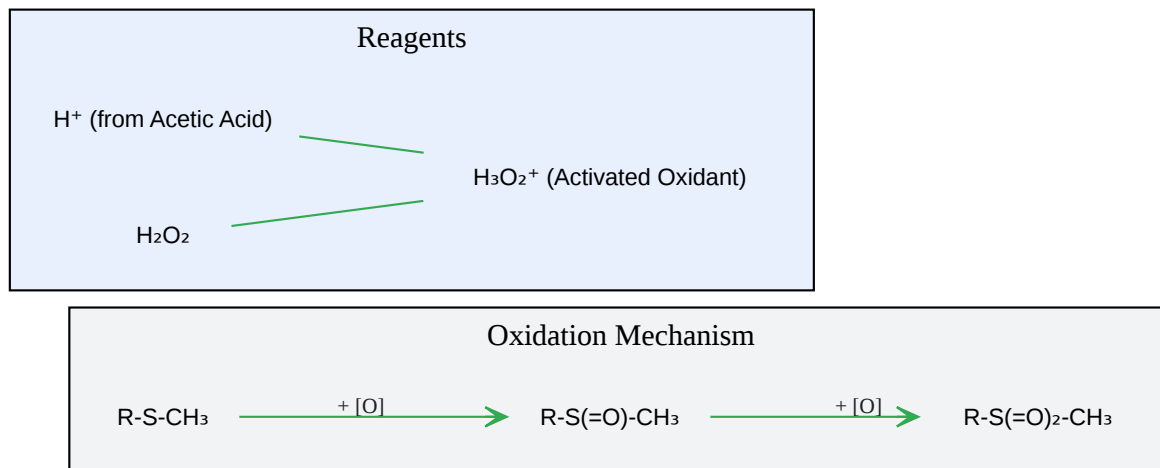 Reagents
H⁺ (from Acetic Acid)
H₃O₂⁺ (Activated Oxidant)
H₂O₂
Oxidation Mechanism
R-S-CH₃
+ [O]
R-S(=O)-CH₃
+ [O]
R-S(=O)₂-CH₃